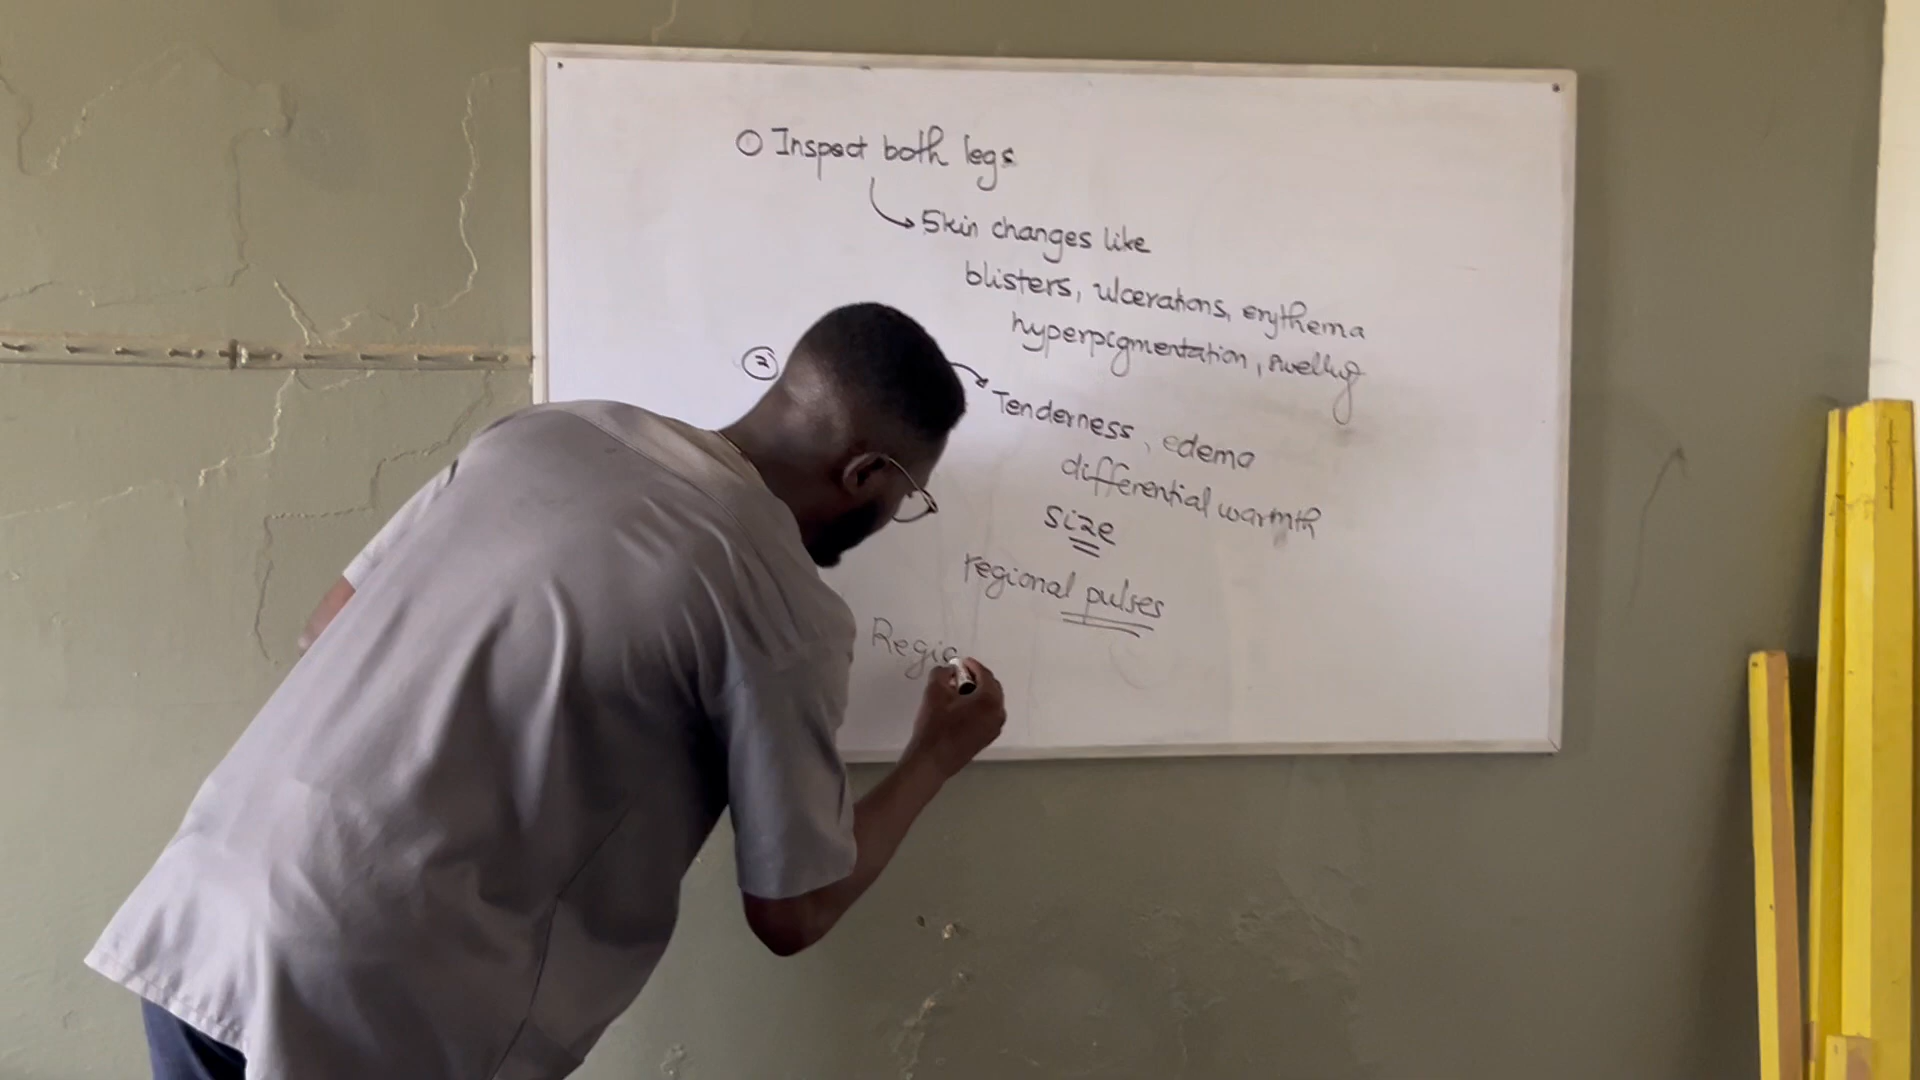 ① Inspect both legs
Skin changes like
blisters, ulcerations, erythema
hyperpigmentation, swelling
②
Tenderness, edema
differential warmth
size
regional pulses
Regio